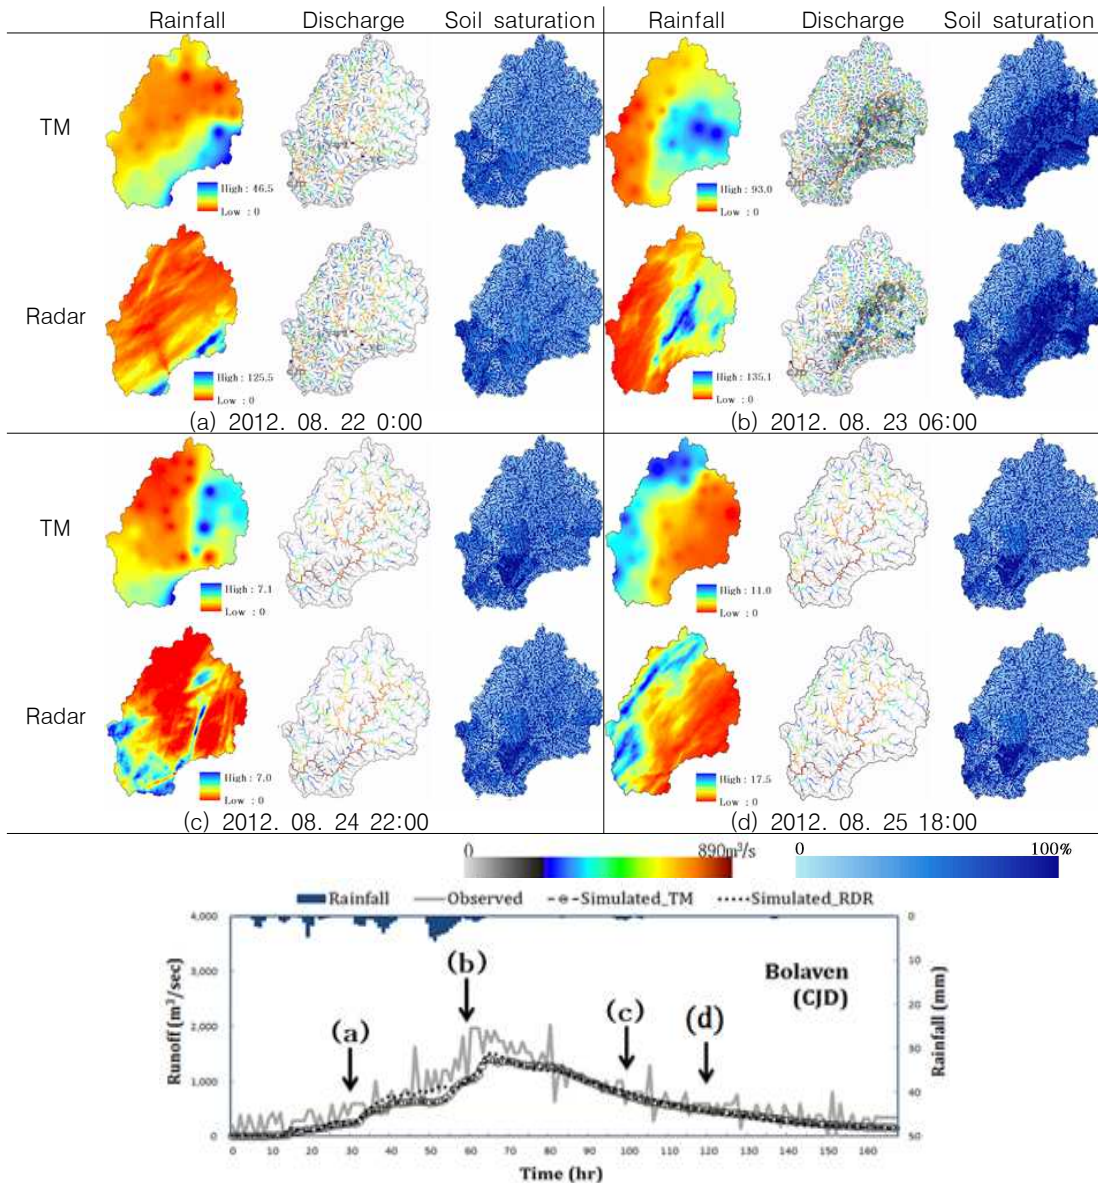 Rainfall Discharge Soil saturation Rainfall Discharge Soil saturation
TM
High : 46.5
Low : 0
High : 93.0
Low : 0
Radar
High : 125.5
Low : 0
High : 135.1
Low : 0
(a) 2012. 08. 22 0:00
(b) 2012. 08. 23 06:00
TM
High : 7.1
Low : 0
High : 11.0
Low : 0
Radar
High : 7.0
Low : 0
High : 17.5
Low : 0
(c) 2012. 08. 24 22:00
(d) 2012. 08. 25 18:00
0 890m³/s
0 100%
Rainfall Observed Simulated_TM Simulated_RDR
4,000
3,000
2,000
1,000
0
Runoff (m³/sec)
(a)
(b)
(c)
(d)
Bolaven
(CJD)
0
10
20
30
40
50
Rainfall (mm)
0 10 20 30 40 50 60 70 80 90 100 110 120 130 140 150 160
Time (hr)